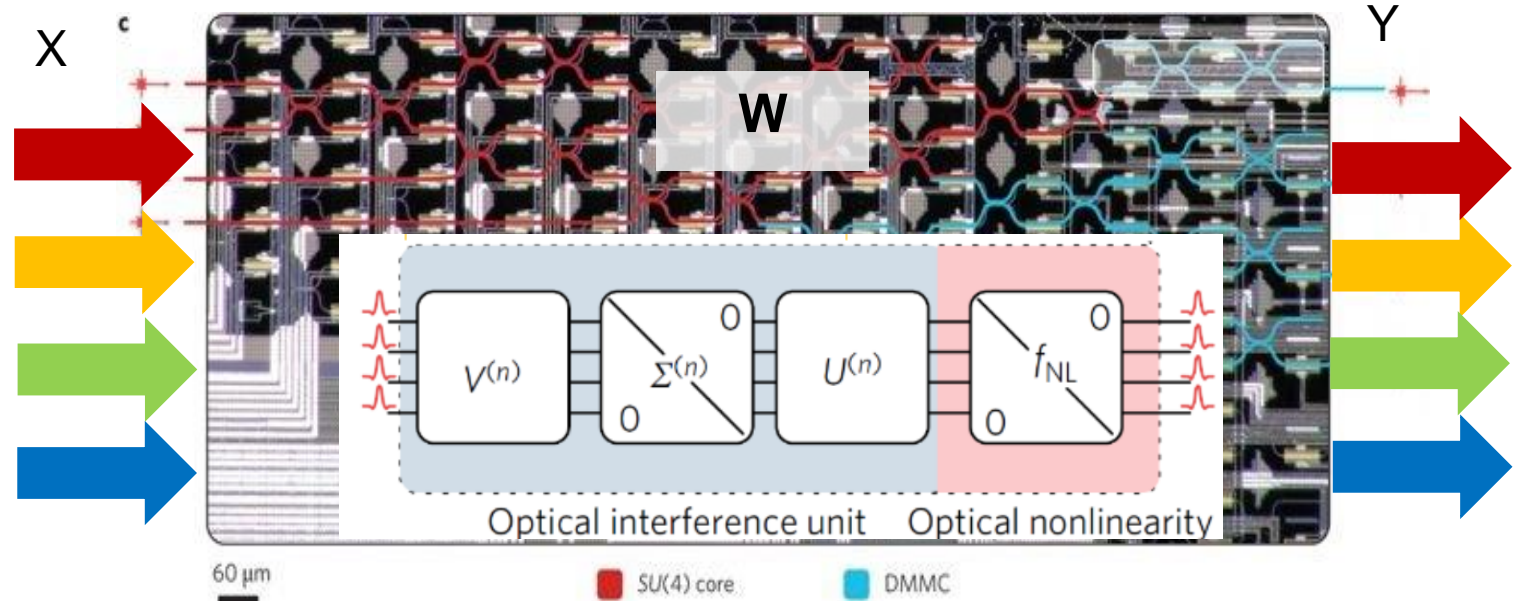 X
c
Y
W
0
0
0
0
V(n)
Σ(n)
U(n)
fNL
Optical interference unit
Optical nonlinearity
60 μm
SU(4) core
DMMC